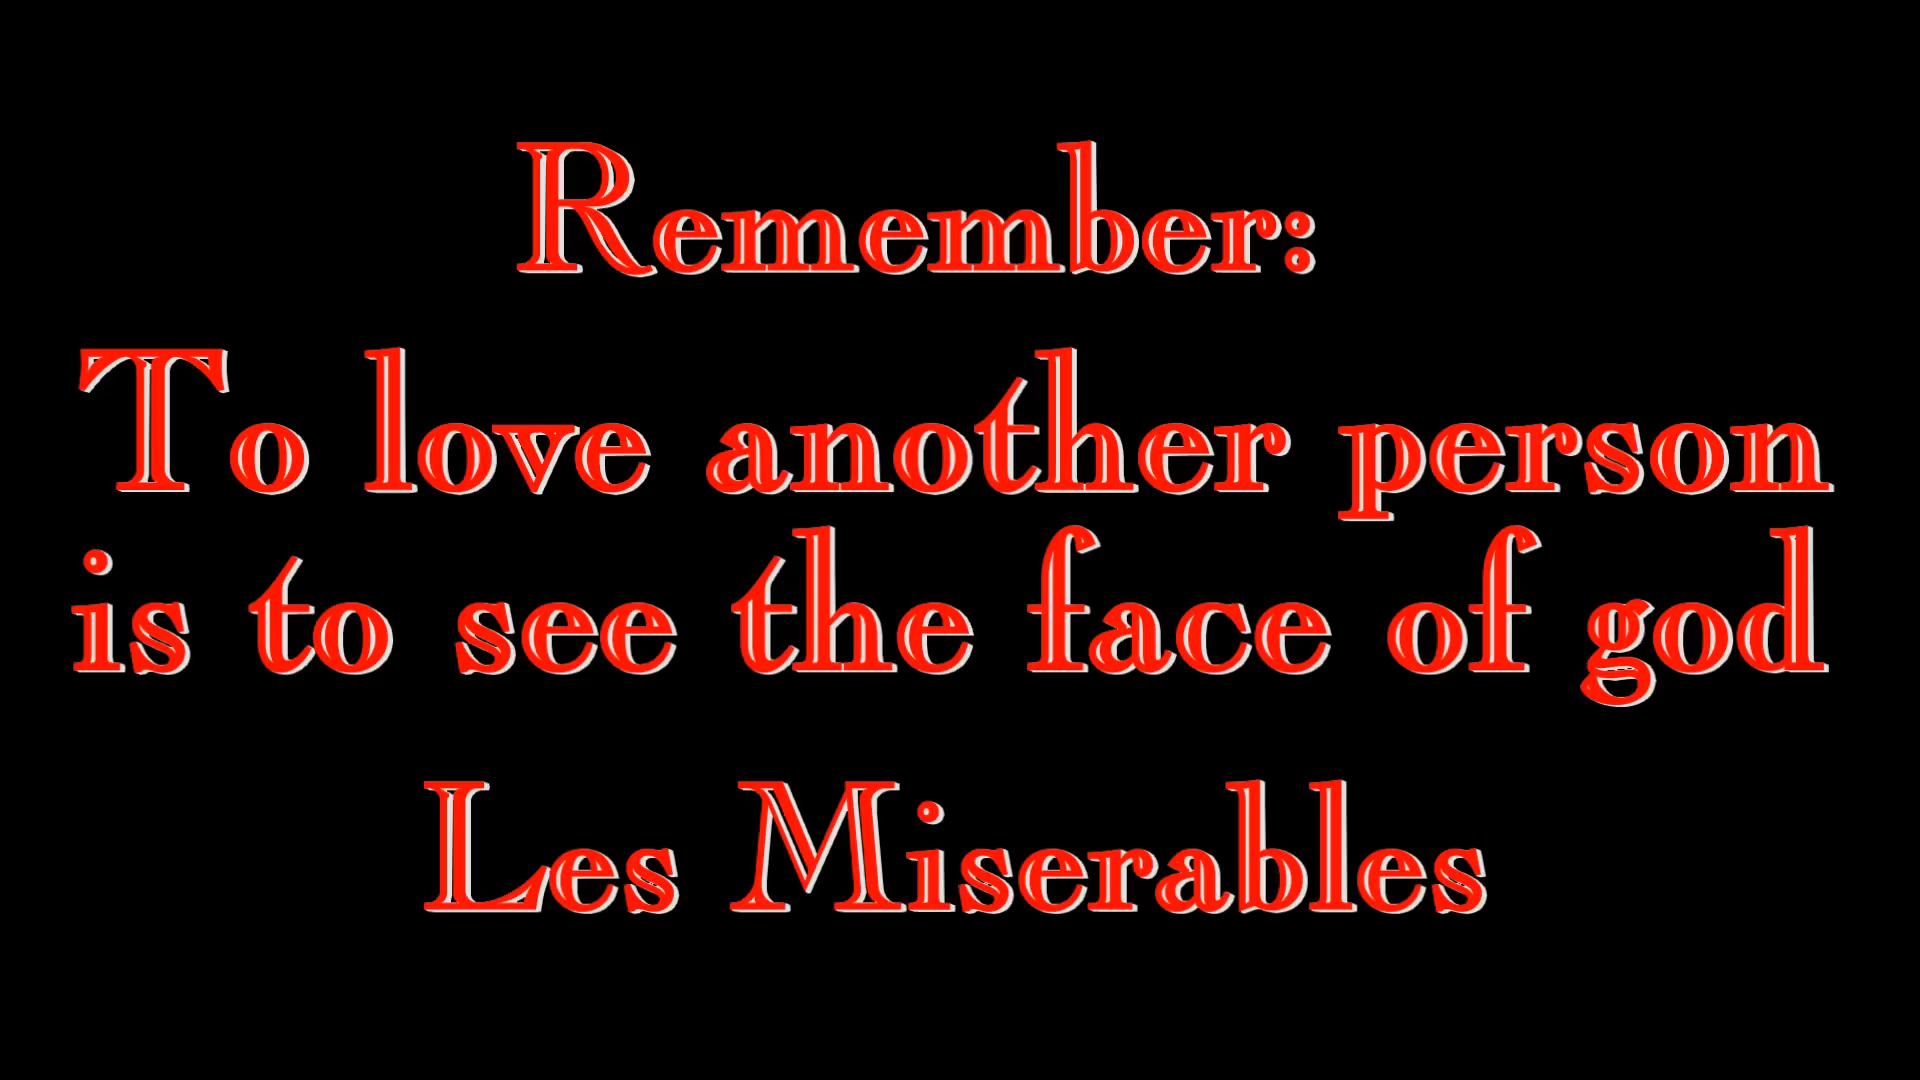 Remember:
To love another person
is to see the face of god
Les Miserables